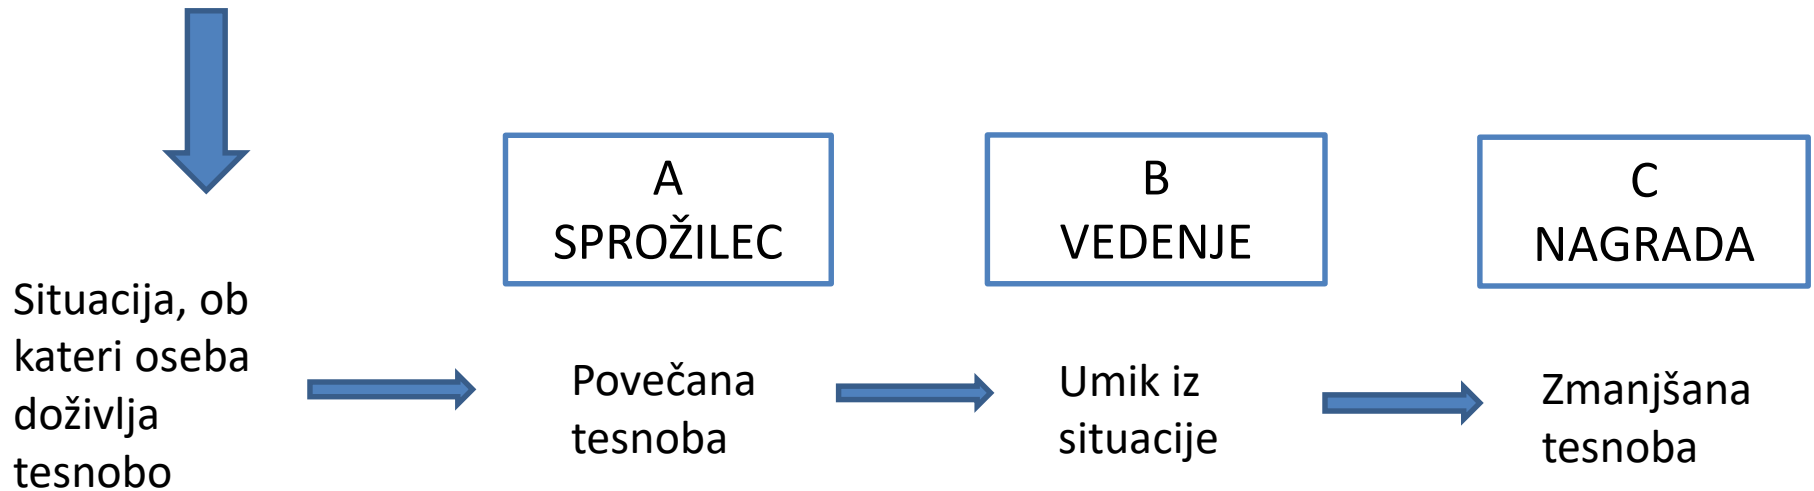 A
SPROŽILEC
B
VEDENJE
C
NAGRADA
Situacija, ob
kateri oseba
doživlja
tesnobo
Povečana
tesnoba
Umik iz
situacije
Zmanjšana
tesnoba